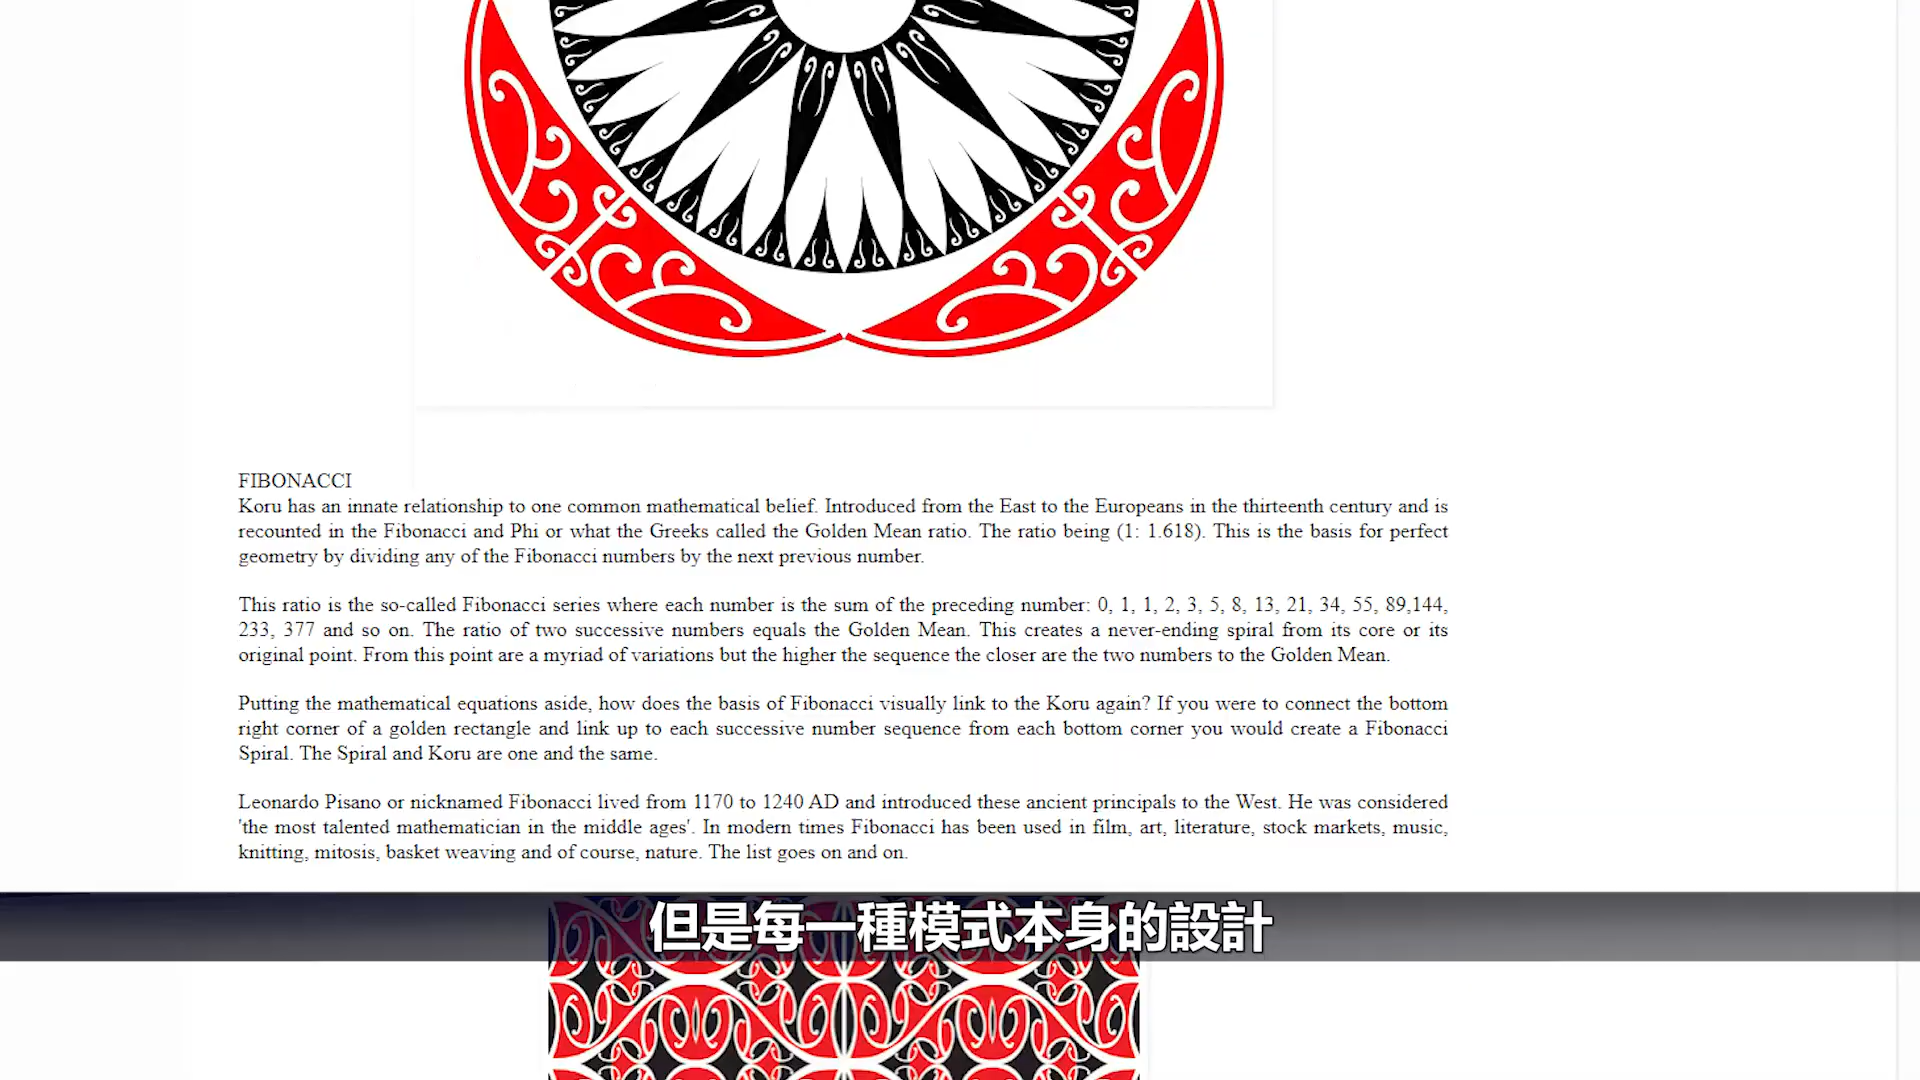 FIBONACCI
Koru has an innate relationship to one common mathematical belief. Introduced from the East to the Europeans in the thirteenth century and is
recounted in the Fibonacci and Phi or what the Greeks called the Golden Mean ratio. The ratio being (1: 1.618). This is the basis for perfect
geometry by dividing any of the Fibonacci numbers by the next previous number.
This ratio is the so-called Fibonacci series where each number is the sum of the preceding number: 0, 1, 1, 2, 3, 5, 8, 13, 21, 34, 55, 89,144,
233, 377 and so on. The ratio of two successive numbers equals the Golden Mean. This creates a never-ending spiral from its core or its
original point. From this point are a myriad of variations but the higher the sequence the closer are the two numbers to the Golden Mean.
Putting the mathematical equations aside, how does the basis of Fibonacci visually link to the Koru again? If you were to connect the bottom
right corner of a golden rectangle and link up to each successive number sequence from each bottom corner you would create a Fibonacci
Spiral. The Spiral and Koru are one and the same.
Leonardo Pisano or nicknamed Fibonacci lived from 1170 to 1240 AD and introduced these ancient principals to the West. He was considered
'the most talented mathematician in the middle ages'. In modern times Fibonacci has been used in film, art, literature, stock markets, music,
knitting, mitosis, basket weaving and of course, nature. The list goes on and on.
但是每一種模式本身的設計